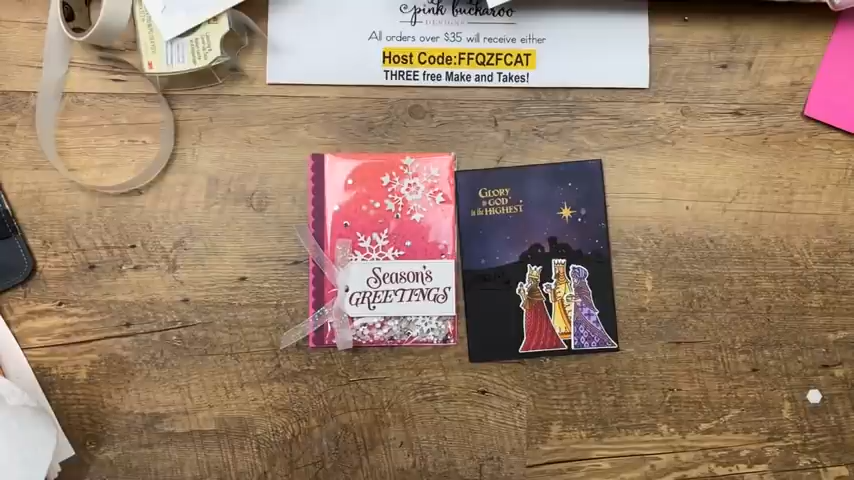 pink buckaroo
DESIGNS
All orders over $35 will receive either
Host Code:FFQZFCAT
THREE free Make and Takes!
GLORY
to GOD
in the HIGHEST
Season's
GREETINGS